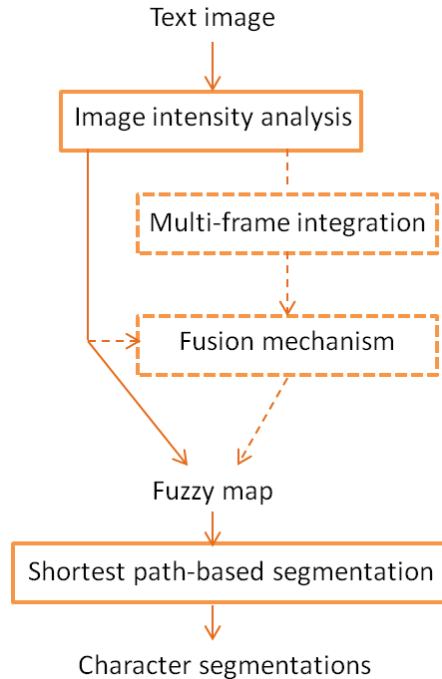 Text image
Image intensity analysis
Multi-frame integration
Fusion mechanism
Fuzzy map
Shortest path-based segmentation
Character segmentations